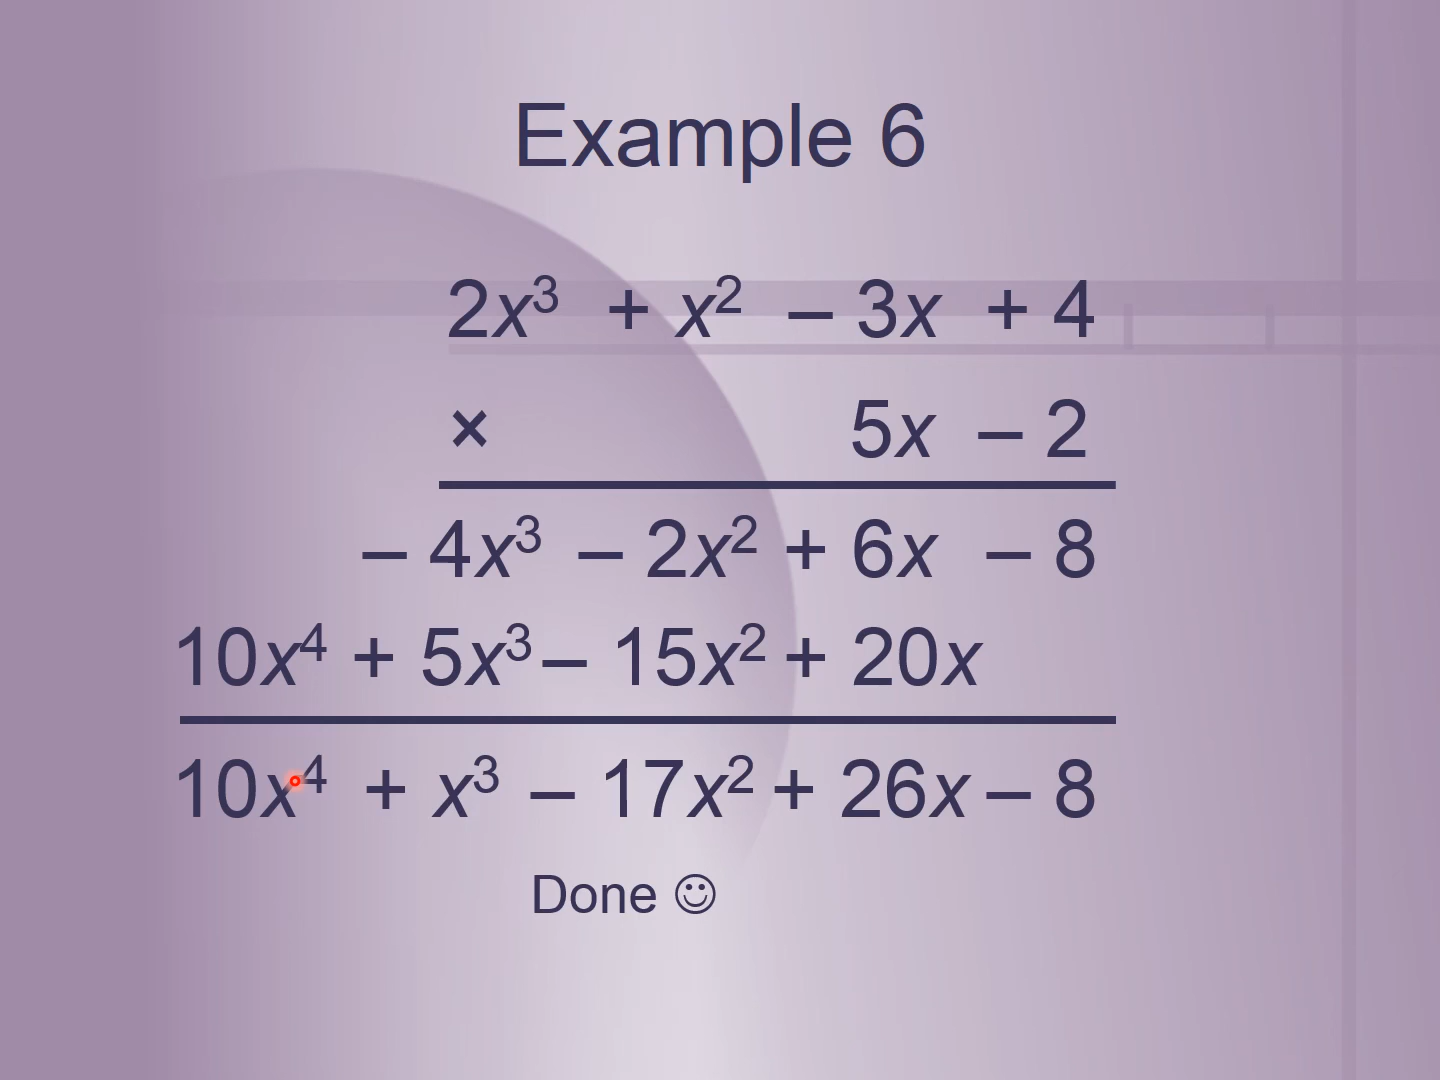 Example 6
2x³ + x² – 3x + 4
× 5x – 2
– 4x³ – 2x² + 6x – 8
10x⁴ + 5x³ – 15x² + 20x
10x⁴ + x³ – 17x² + 26x – 8
Done ☺